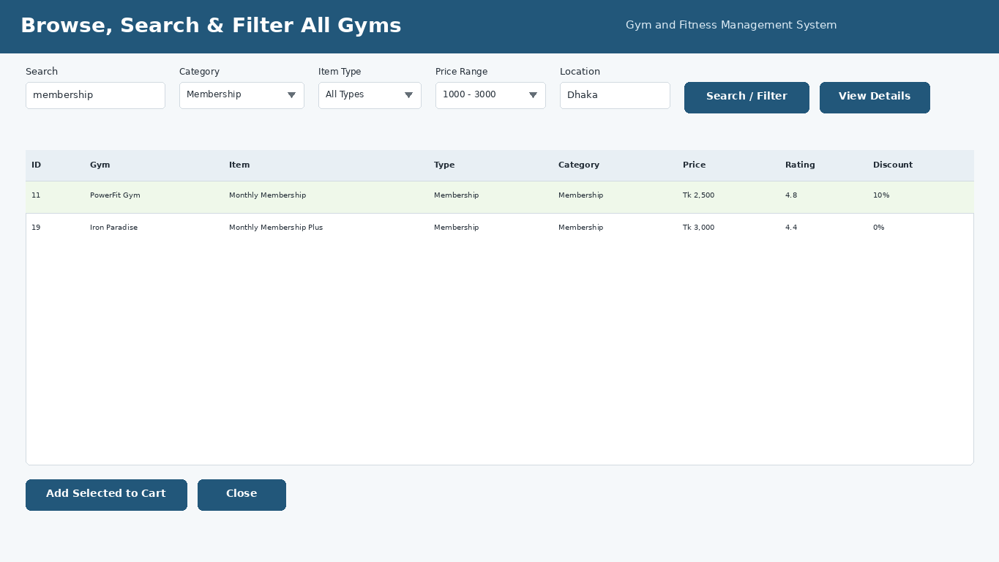 Browse, Search & Filter All Gyms
Gym and Fitness Management System
Search
Category
Item Type
Price Range
Location
membership
Membership
All Types
1000 - 3000
Dhaka
Search / Filter
View Details
ID Gym Item Type Category Price Rating Discount
11 PowerFit Gym Monthly Membership Membership Membership Tk 2,500 4.8 10%
19 Iron Paradise Monthly Membership Plus Membership Membership Tk 3,000 4.4 0%
Add Selected to Cart
Close